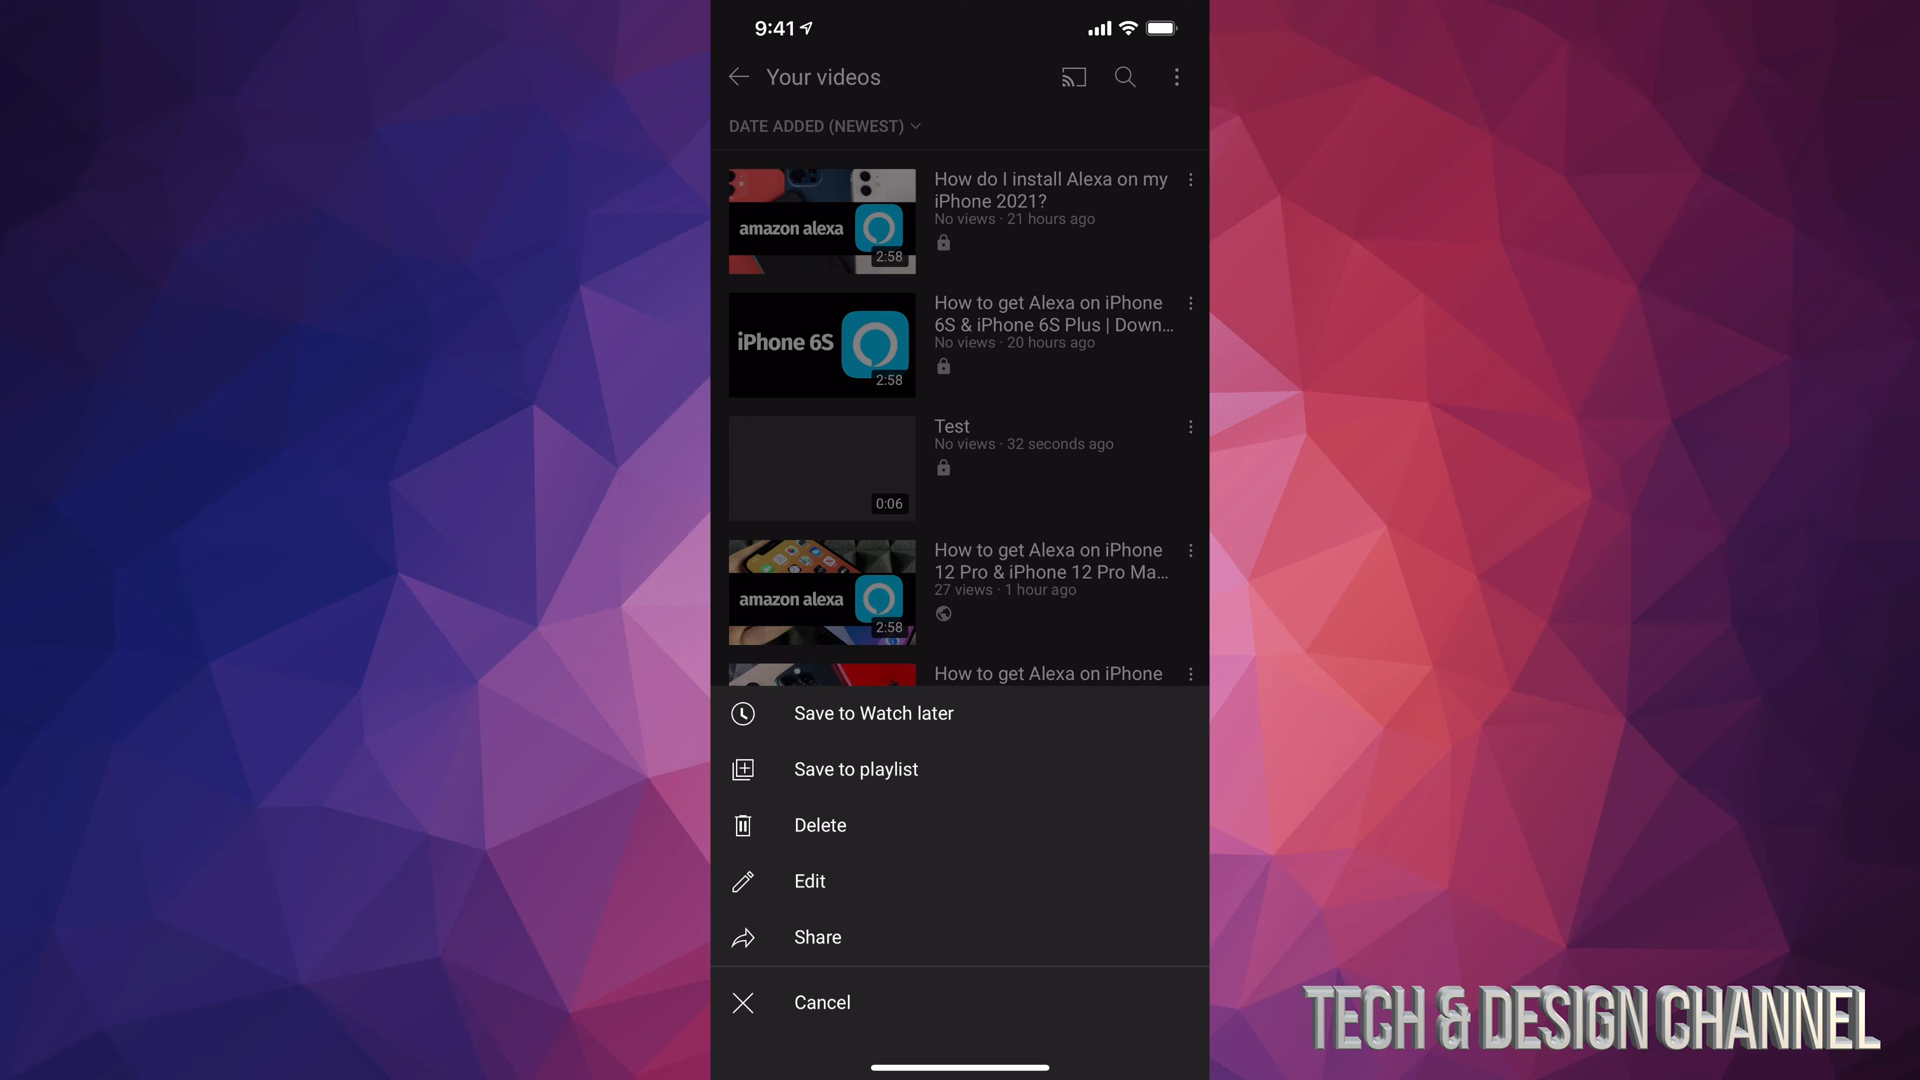 9:41
Your videos
DATE ADDED (NEWEST)
amazon alexa
2:58
How do I install Alexa on my
iPhone 2021?
No views · 21 hours ago
iPhone 6S
2:58
How to get Alexa on iPhone
6S & iPhone 6S Plus | Down...
No views · 20 hours ago
0:06
Test
No views · 32 seconds ago
amazon alexa
2:58
How to get Alexa on iPhone
12 Pro & iPhone 12 Pro Ma...
27 views · 1 hour ago
How to get Alexa on iPhone
Save to Watch later
Save to playlist
Delete
Edit
Share
Cancel
TECH & DESIGN CHANNEL